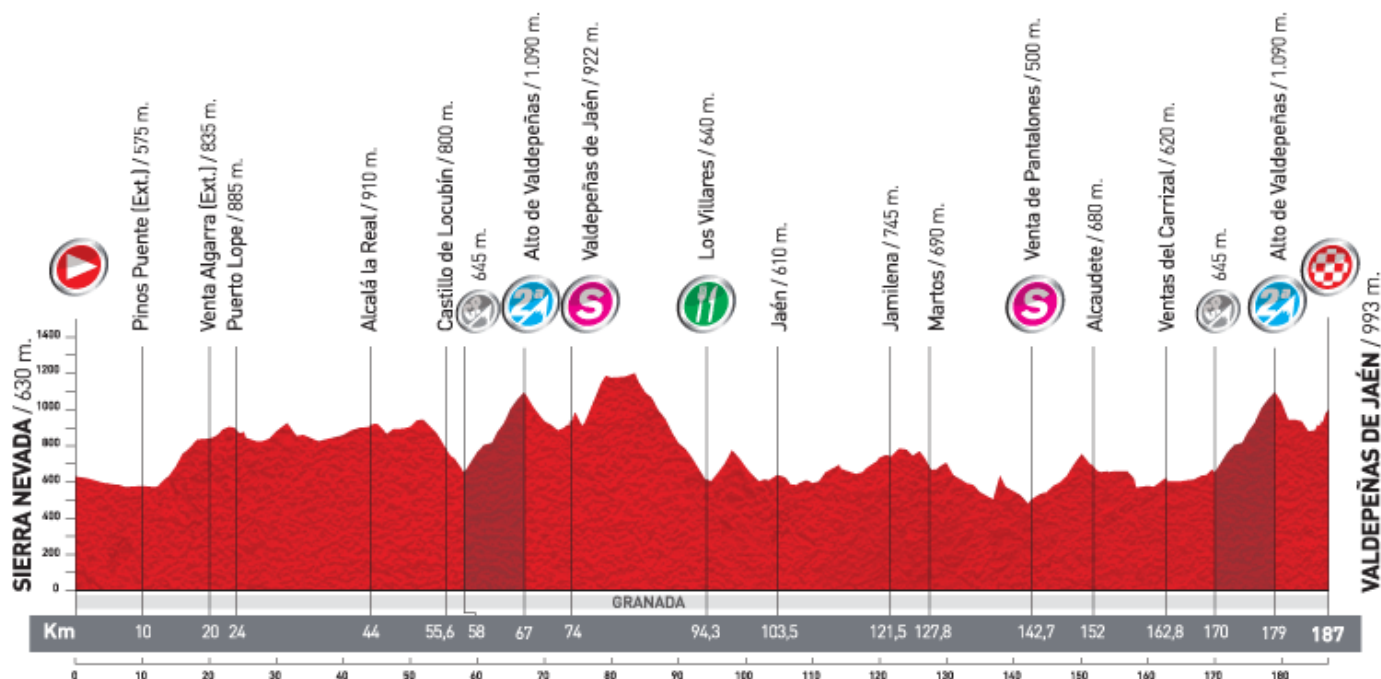 Pinos Puente (Ext.) / 575 m.
Venta Algarra (Ext.) / 835 m.
Puerto Lope / 885 m.
Alcalá la Real / 910 m.
Castillo de Locubín / 800 m.
645 m.
Alto de Valdepeñas / 1.090 m.
Valdepeñas de Jaén / 922 m.
Los Villares / 640 m.
Jaén / 610 m.
Jamilena / 745 m.
Martos / 690 m.
Venta de Pantalones / 500 m.
Alcaudete / 680 m.
Ventas del Carrizal / 620 m.
645 m.
Alto de Valdepeñas / 1.090 m.
2ª
S
S
2ª
SIERRA NEVADA / 630 m.
VALDEPEÑAS DE JAÉN / 993 m.
1400
1200
1000
800
600
400
200
0
GRANADA
Km 10 20 24 44 55,6 58 67 74 94,3 103,5 121,5 127,8 142,7 152 162,8 170 179 187
0 10 20 30 40 50 60 70 80 90 100 110 120 130 140 150 160 170 180